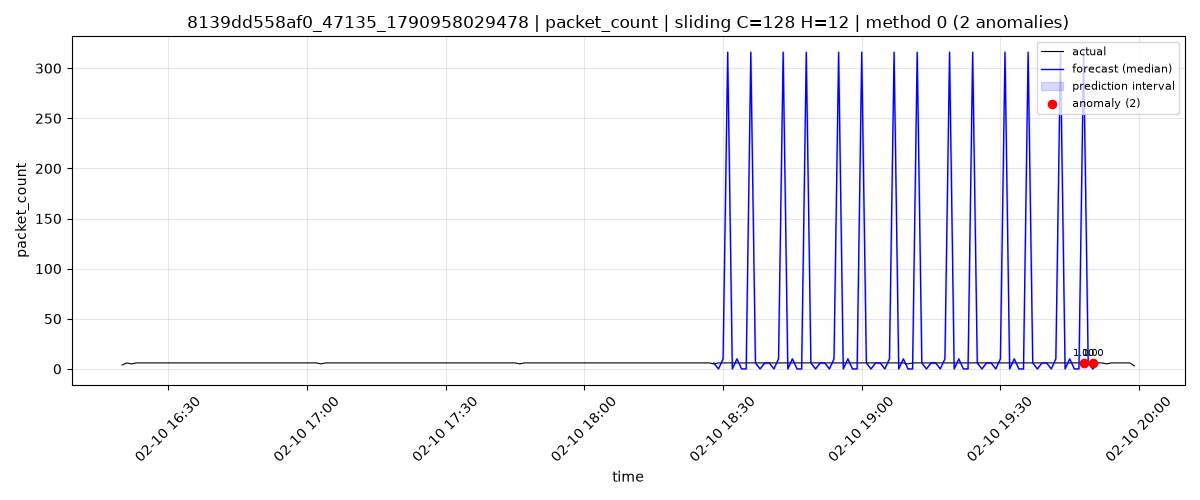 8139dd558af0_47135_1790958029478 | packet_count | sliding C=128 H=12 | method 0 (2 anomalies)
actual
forecast (median)
prediction interval
anomaly (2)
packet_count
300
250
200
150
100
50
0
02-10 16:30
02-10 17:00
02-10 17:30
02-10 18:00
02-10 18:30
02-10 19:00
02-10 19:30
02-10 20:00
time